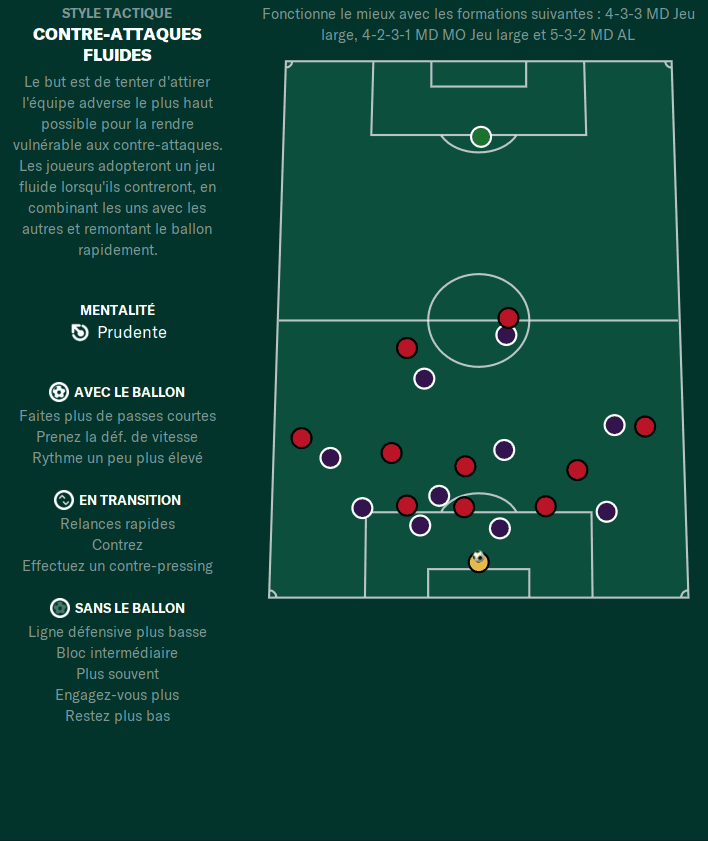 STYLE TACTIQUE
CONTRE-ATTAQUES
FLUIDES
Le but est de tenter d'attirer
l'équipe adverse le plus haut
possible pour la rendre
vulnérable aux contre-attaques.
Les joueurs adopteront un jeu
fluide lorsqu'ils contreront, en
combinant les uns avec les
autres et remontant le ballon
rapidement.
MENTALITÉ
Prudente
AVEC LE BALLON
Faites plus de passes courtes
Prenez la déf. de vitesse
Rythme un peu plus élevé
EN TRANSITION
Relances rapides
Contrez
Effectuez un contre-pressing
SANS LE BALLON
Ligne défensive plus basse
Bloc intermédiaire
Plus souvent
Engagez-vous plus
Restez plus bas
Fonctionne le mieux avec les formations suivantes : 4-3-3 MD Jeu
large, 4-2-3-1 MD MO Jeu large et 5-3-2 MD AL